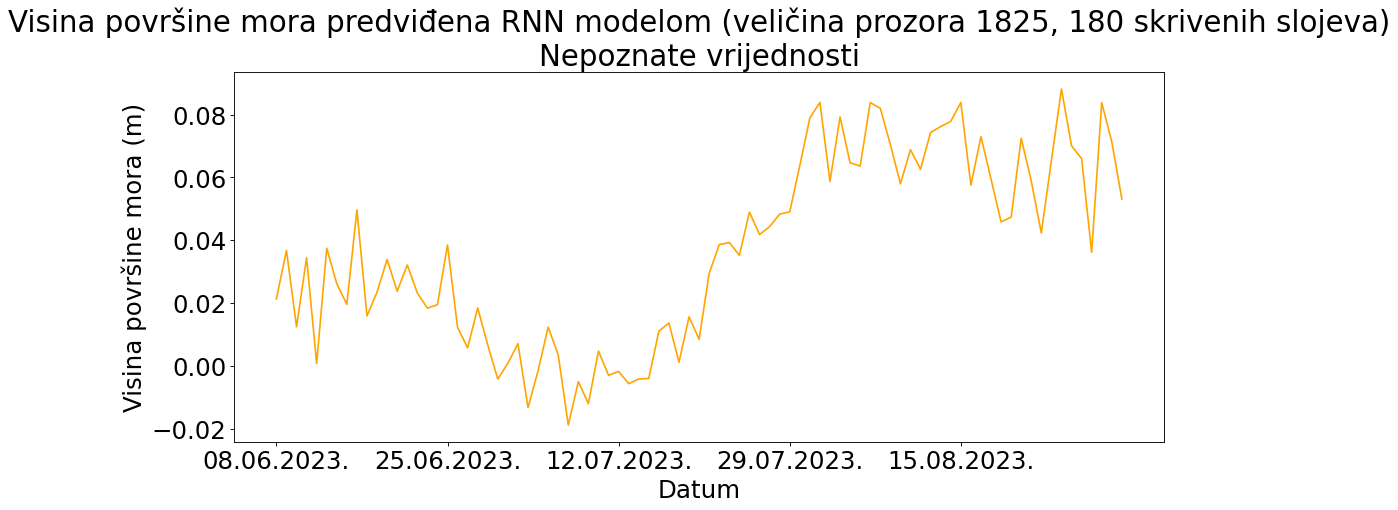 Visina površine mora predviđena RNN modelom (veličina prozora 1825, 180 skrivenih slojeva)
Nepoznate vrijednosti
Visina površine mora (m)
0.08
0.06
0.04
0.02
0.00
−0.02
08.06.2023. 25.06.2023. 12.07.2023. 29.07.2023. 15.08.2023.
Datum